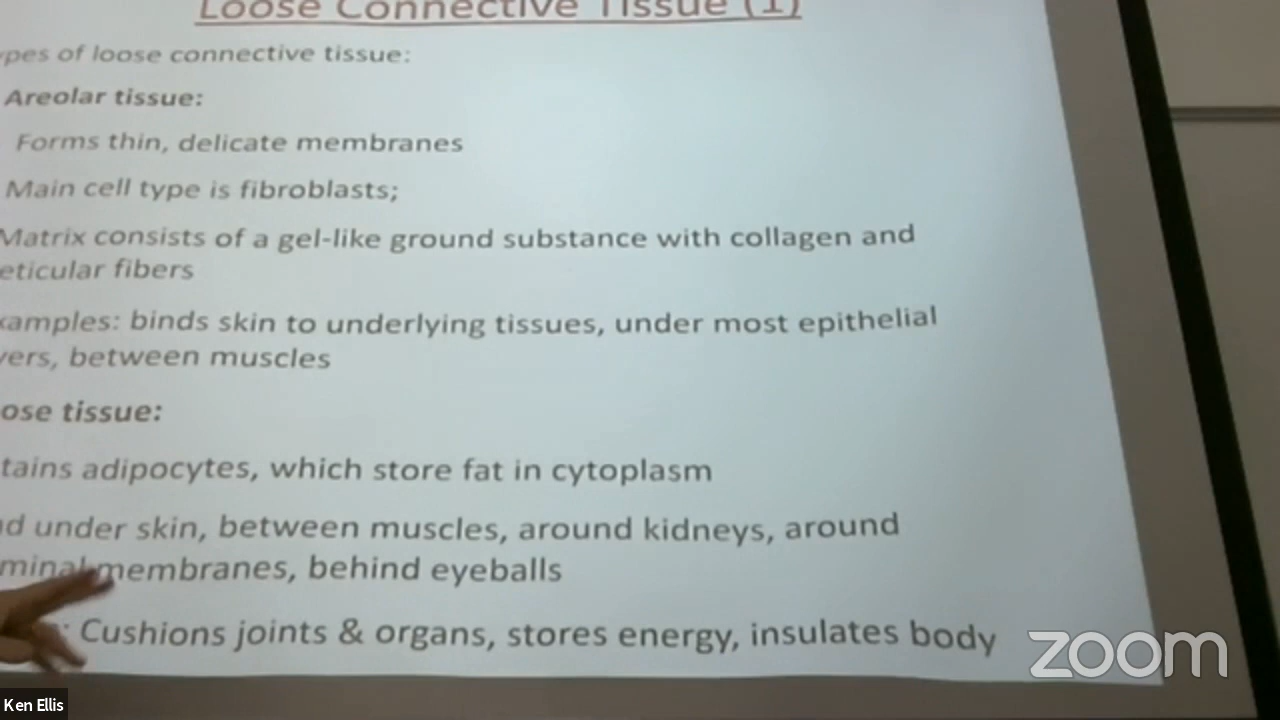 Loose Connective Tissue (1)
pes of loose connective tissue:
Areolar tissue:
Forms thin, delicate membranes
Main cell type is fibroblasts;
Matrix consists of a gel-like ground substance with collagen and
eticular fibers
xamples: binds skin to underlying tissues, under most epithelial
yers, between muscles
ose tissue:
tains adipocytes, which store fat in cytoplasm
nd under skin, between muscles, around kidneys, around
minal membranes, behind eyeballs
: Cushions joints & organs, stores energy, insulates body
zoom
Ken Ellis